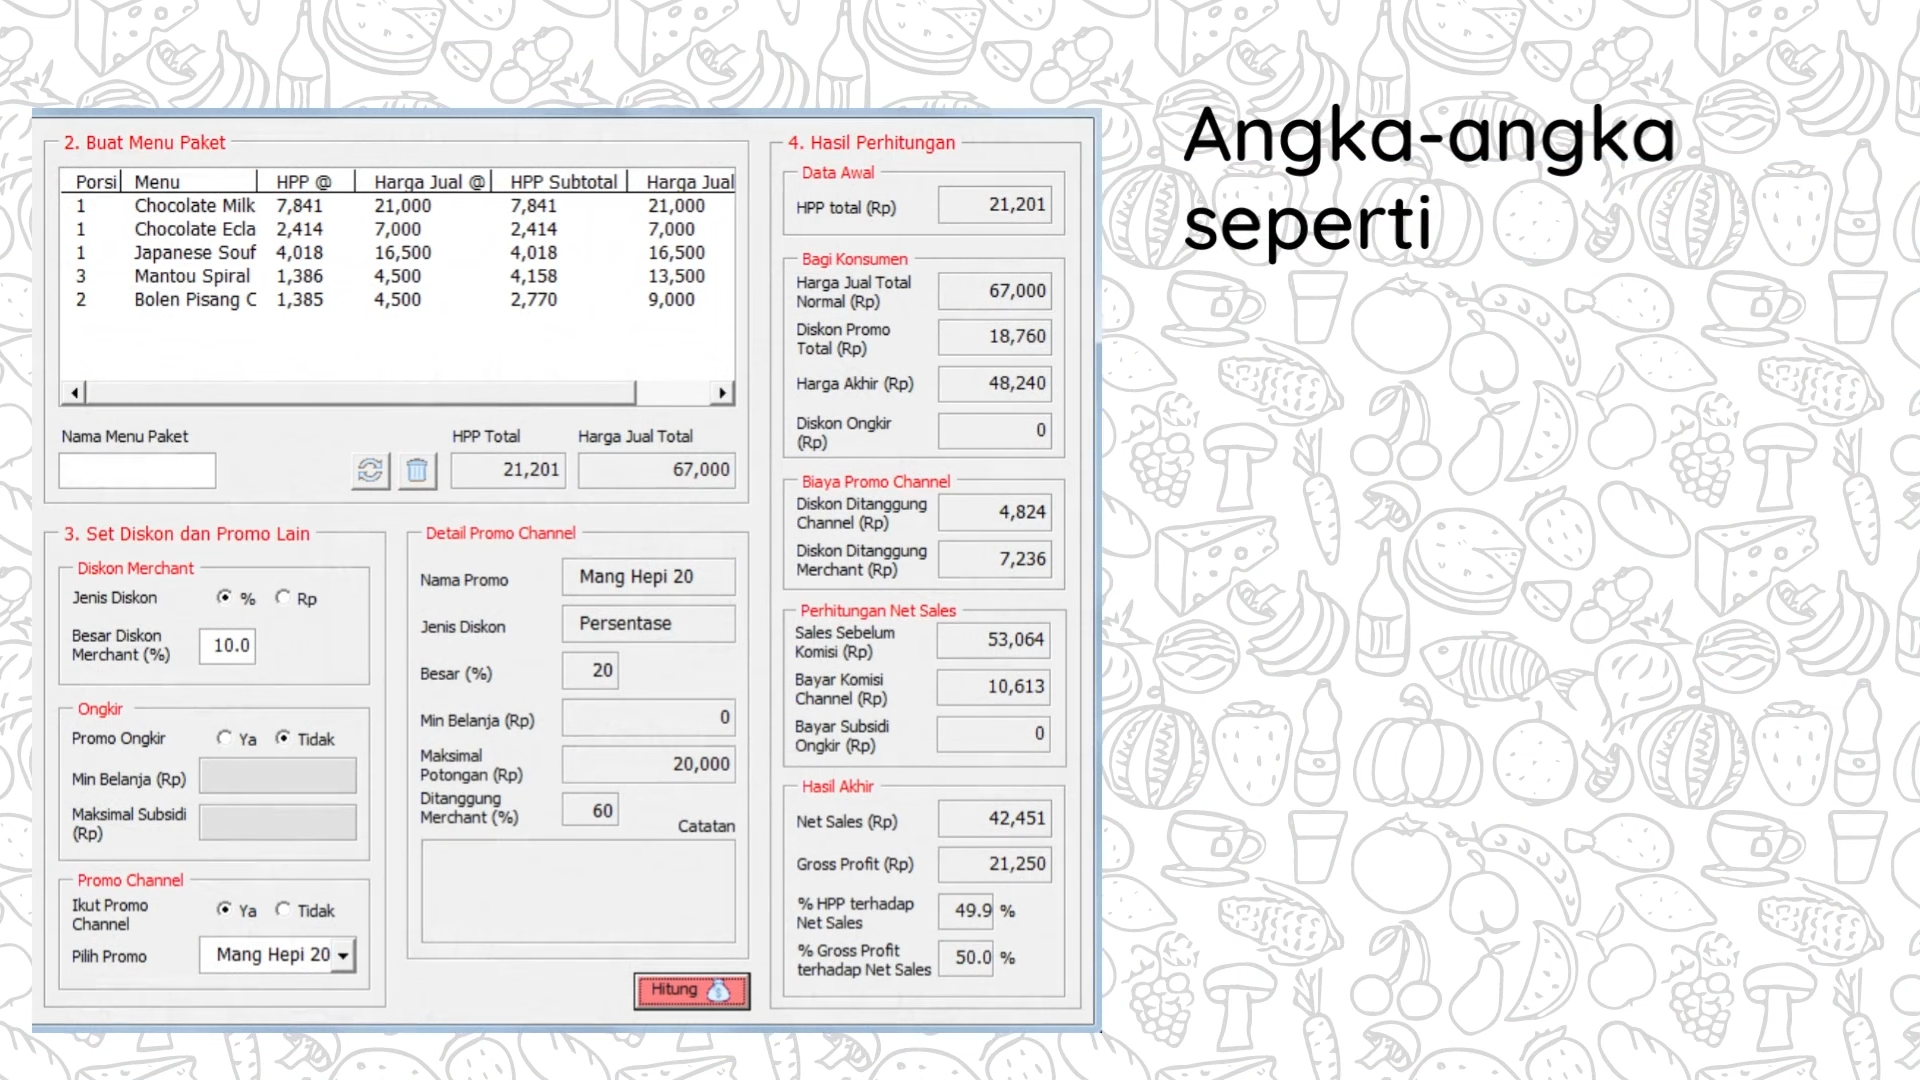 2. Buat Menu Paket
Porsi Menu HPP @ Harga Jual @ HPP Subtotal Harga Jual
1 Chocolate Milk 7,841 21,000 7,841 21,000
1 Chocolate Ecla 2,414 7,000 2,414 7,000
1 Japanese Souf 4,018 16,500 4,018 16,500
3 Mantou Spiral 1,386 4,500 4,158 13,500
2 Bolen Pisang C 1,385 4,500 2,770 9,000
Nama Menu Paket HPP Total Harga Jual Total
21,201 67,000
3. Set Diskon dan Promo Lain
Diskon Merchant
Jenis Diskon % Rp
Besar Diskon
Merchant (%) 10.0
Ongkir
Promo Ongkir Ya Tidak
Min Belanja (Rp)
Maksimal Subsidi
(Rp)
Promo Channel
Ikut Promo
Channel Ya Tidak
Pilih Promo Mang Hepi 20
Detail Promo Channel
Nama Promo Mang Hepi 20
Jenis Diskon Persentase
Besar (%) 20
Min Belanja (Rp) 0
Maksimal
Potongan (Rp) 20,000
Ditanggung
Merchant (%) 60
Catatan
Hitung
4. Hasil Perhitungan
Data Awal
HPP total (Rp) 21,201
Bagi Konsumen
Harga Jual Total
Normal (Rp) 67,000
Diskon Promo
Total (Rp) 18,760
Harga Akhir (Rp) 48,240
Diskon Ongkir
(Rp) 0
Biaya Promo Channel
Diskon Ditanggung
Channel (Rp) 4,824
Diskon Ditanggung
Merchant (Rp) 7,236
Perhitungan Net Sales
Sales Sebelum
Komisi (Rp) 53,064
Bayar Komisi
Channel (Rp) 10,613
Bayar Subsidi
Ongkir (Rp) 0
Hasil Akhir
Net Sales (Rp) 42,451
Gross Profit (Rp) 21,250
% HPP terhadap
Net Sales 49.9 %
% Gross Profit
terhadap Net Sales 50.0 %
Angka-angka
seperti